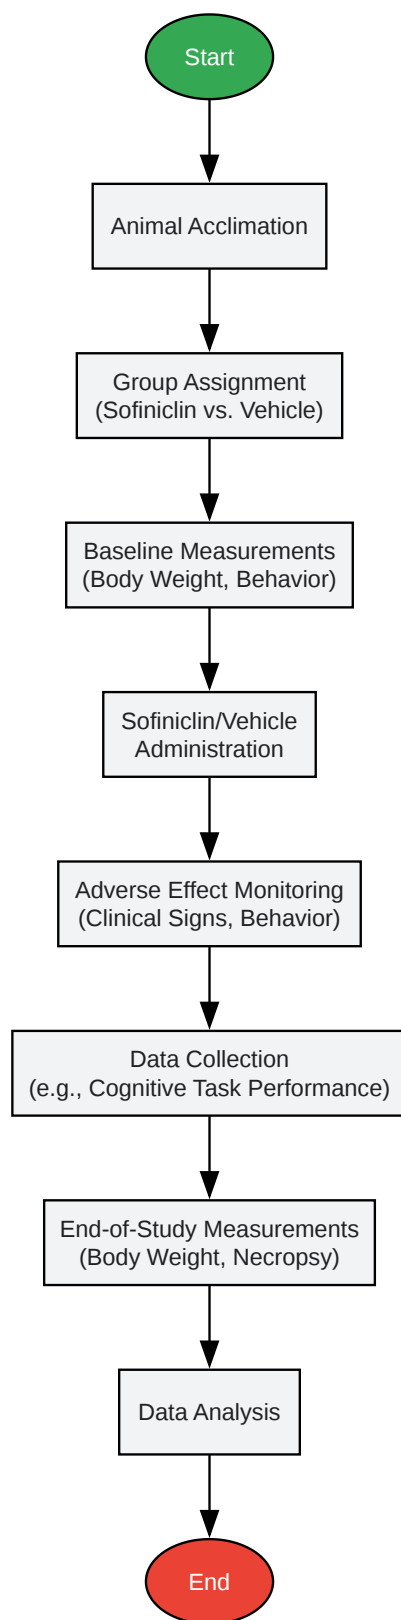 Start
Animal Acclimation
Group Assignment
(Sofiniclin vs. Vehicle)
Baseline Measurements
(Body Weight, Behavior)
Sofiniclin/Vehicle
Administration
Adverse Effect Monitoring
(Clinical Signs, Behavior)
Data Collection
(e.g., Cognitive Task Performance)
End-of-Study Measurements
(Body Weight, Necropsy)
Data Analysis
End